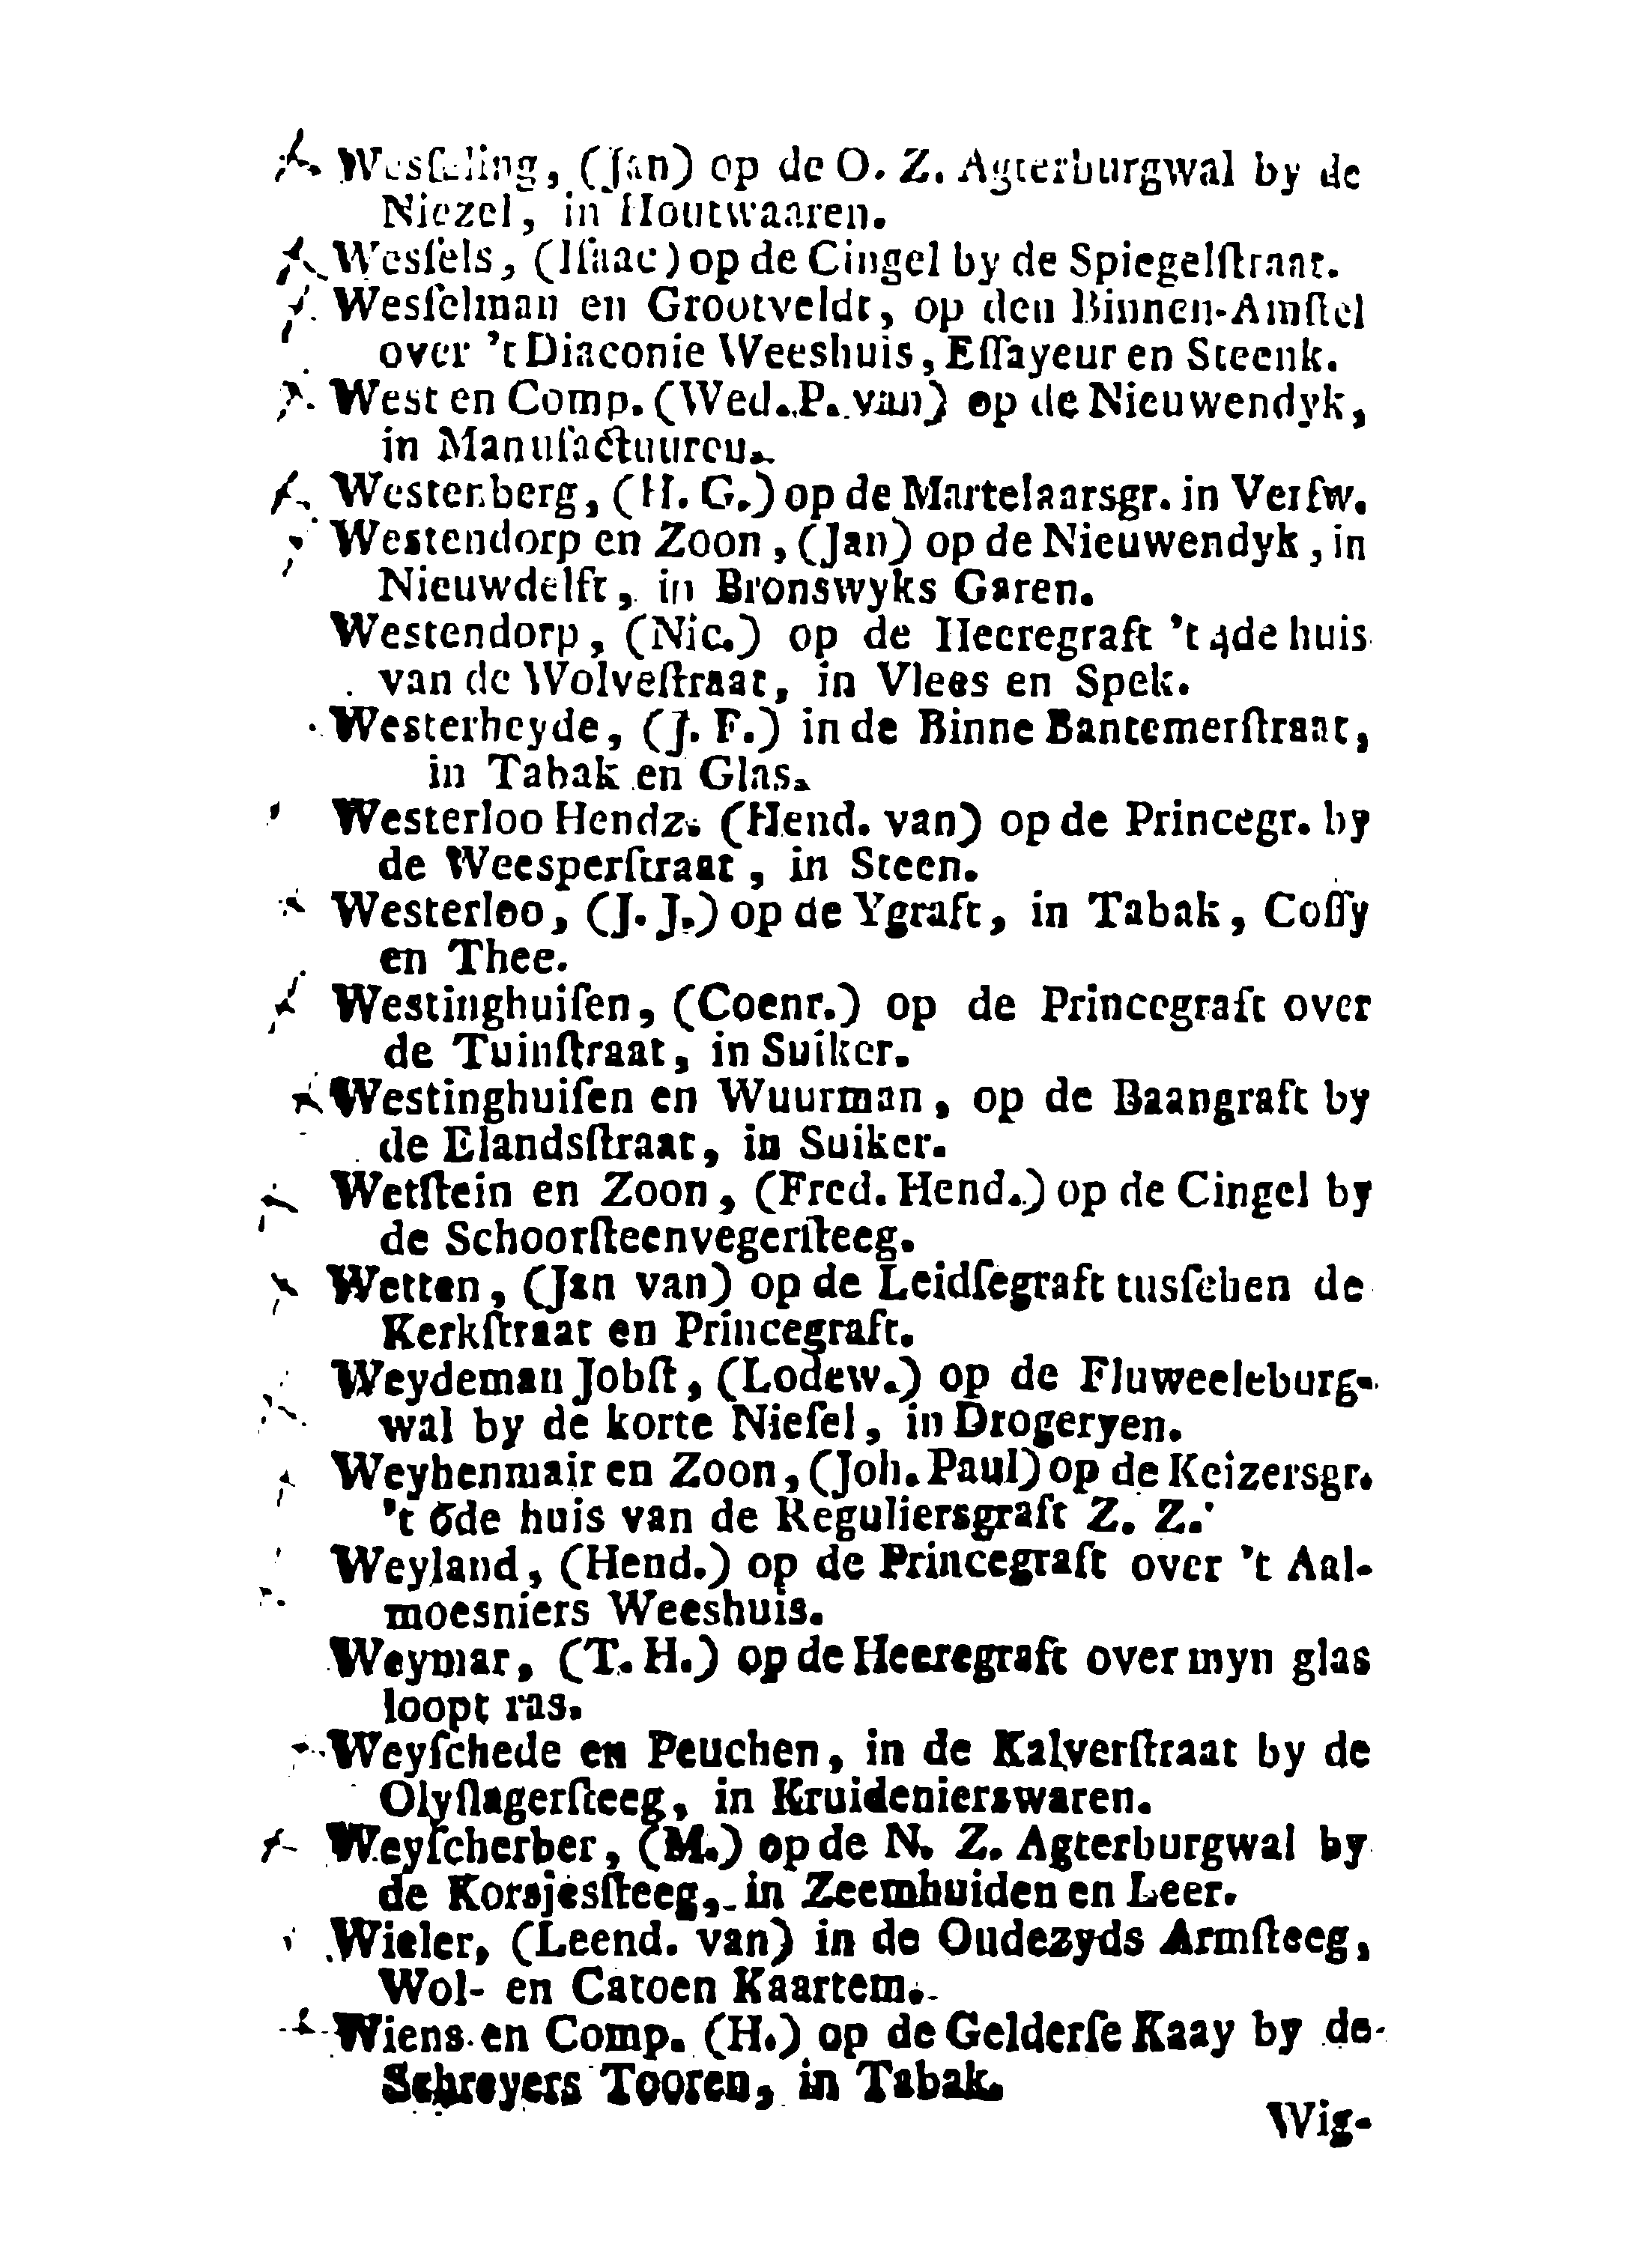 Wesſeling, (Jan) op de O. Z. Agterburgwal by de
Niezel, in Houtwaaren.
Wesſels, (Iſaac) op de Cingel by de Spiegelſtraat.
Wesſelman en Grootveldt, op den Binnen-Amſtel
over 't Diaconie Weeshuis, Eſſayeur en Steenk.
West en Comp. (Wed. P. van) op de Nieuwendyk,
in Manufactuuren.
Westenberg, (H. G.) op de Martelaarsgr. in Verfw.
Westendorp en Zoon, (Jan) op de Nieuwendyk, in
Nieuwdelft, in Bronswyks Garen.
Westendorp, (Nic.) op de Heeregraft 't 4de huis
van de Wolveſtraat, in Vlees en Spek.
Westerheyde, (J. F.) in de Binne Bantemerſtraat,
in Tabak en Glas.
Westerloo Hendz. (Hend. van) op de Princegr. by
de Weesperſtraat, in Steen.
Westerloo, (J. J.) op de Ygraft, in Tabak, Coffy
en Thee.
Westinghuiſen, (Coenr.) op de Princegraft over
de Tuinſtraat, in Suiker.
Westinghuiſen en Wuurman, op de Baangraft by
de Elandsſtraat, in Suiker.
Wetſtein en Zoon, (Fred. Hend.) op de Cingel by
de Schoorſteenvegerſteeg.
Wetten, (Jan van) op de Leidſegraft tusſchen de
Kerkſtraat en Princegraft.
Weydeman Jobſt, (Lodew.) op de Fluweeleburg-
wal by de korte Nieſel, in Drogeryen.
Weyhenmair en Zoon, (Joh. Paul) op de Keizersgr.
't 6de huis van de Reguliersgraft Z. Z.
Weyland, (Hend.) op de Princegraft over 't Aal-
moesniers Weeshuis.
Weymar, (T. H.) op de Heeregraft over myn glas
loopt ras.
Weyſchede en Peuchen, in de Kalverſtraat by de
Olyſlagerſteeg, in Kruidenierswaren.
Weyſcherber, (M.) op de N. Z. Agterburgwal by
de Korsjesſteeg, in Zeemhuiden en Leer.
Wieler, (Leend. van) in de Oudezyds Armſteeg,
Wol- en Catoen Kaartem.
Wiens en Comp. (H.) op de Gelderſe Kaay by de
Schreyers Tooren, in Tabak.
Wig-